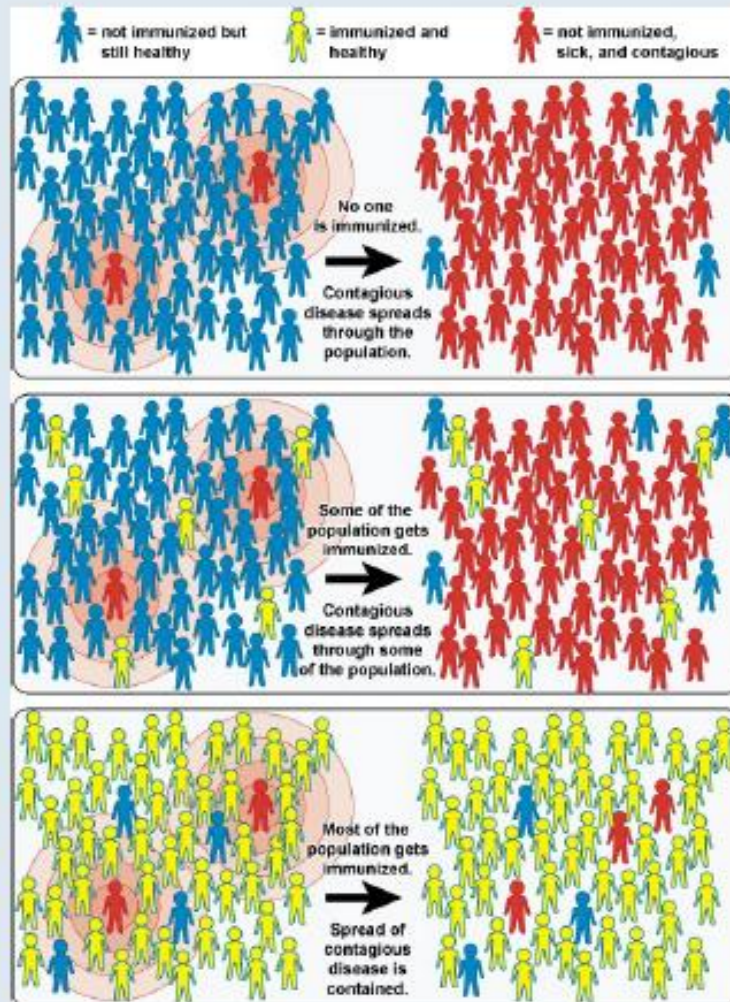 = not immunized but
still healthy
= immunized and
healthy
= not immunized,
sick, and contagious
No one
is immunized.
Contagious
disease spreads
through the
population.
Some of the
population gets
immunized.
Contagious
disease spreads
through some
of the population.
Most of the
population gets
immunized.
Spread of
contagious
disease is
contained.